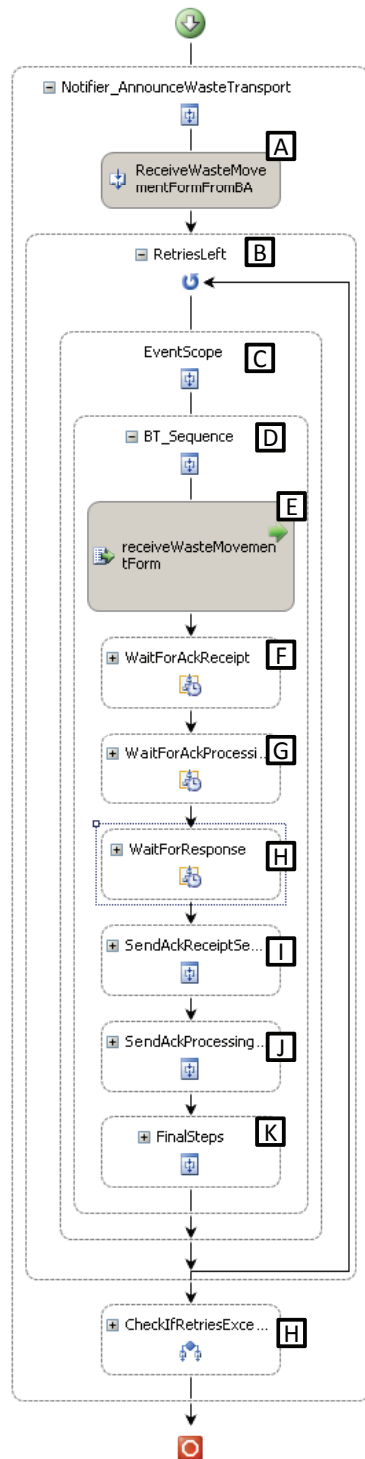 Notifier_AnnounceWasteTransport
A
ReceiveWasteMove
mentFormFromBA
RetriesLeft
B
EventScope
C
BT_Sequence
D
E
receiveWasteMovemen
tForm
WaitForAckReceipt
F
WaitForAckProcessi...
G
WaitForResponse
H
SendAckReceiptSe...
I
SendAckProcessing...
J
FinalSteps
K
CheckIfRetriesExce...
H